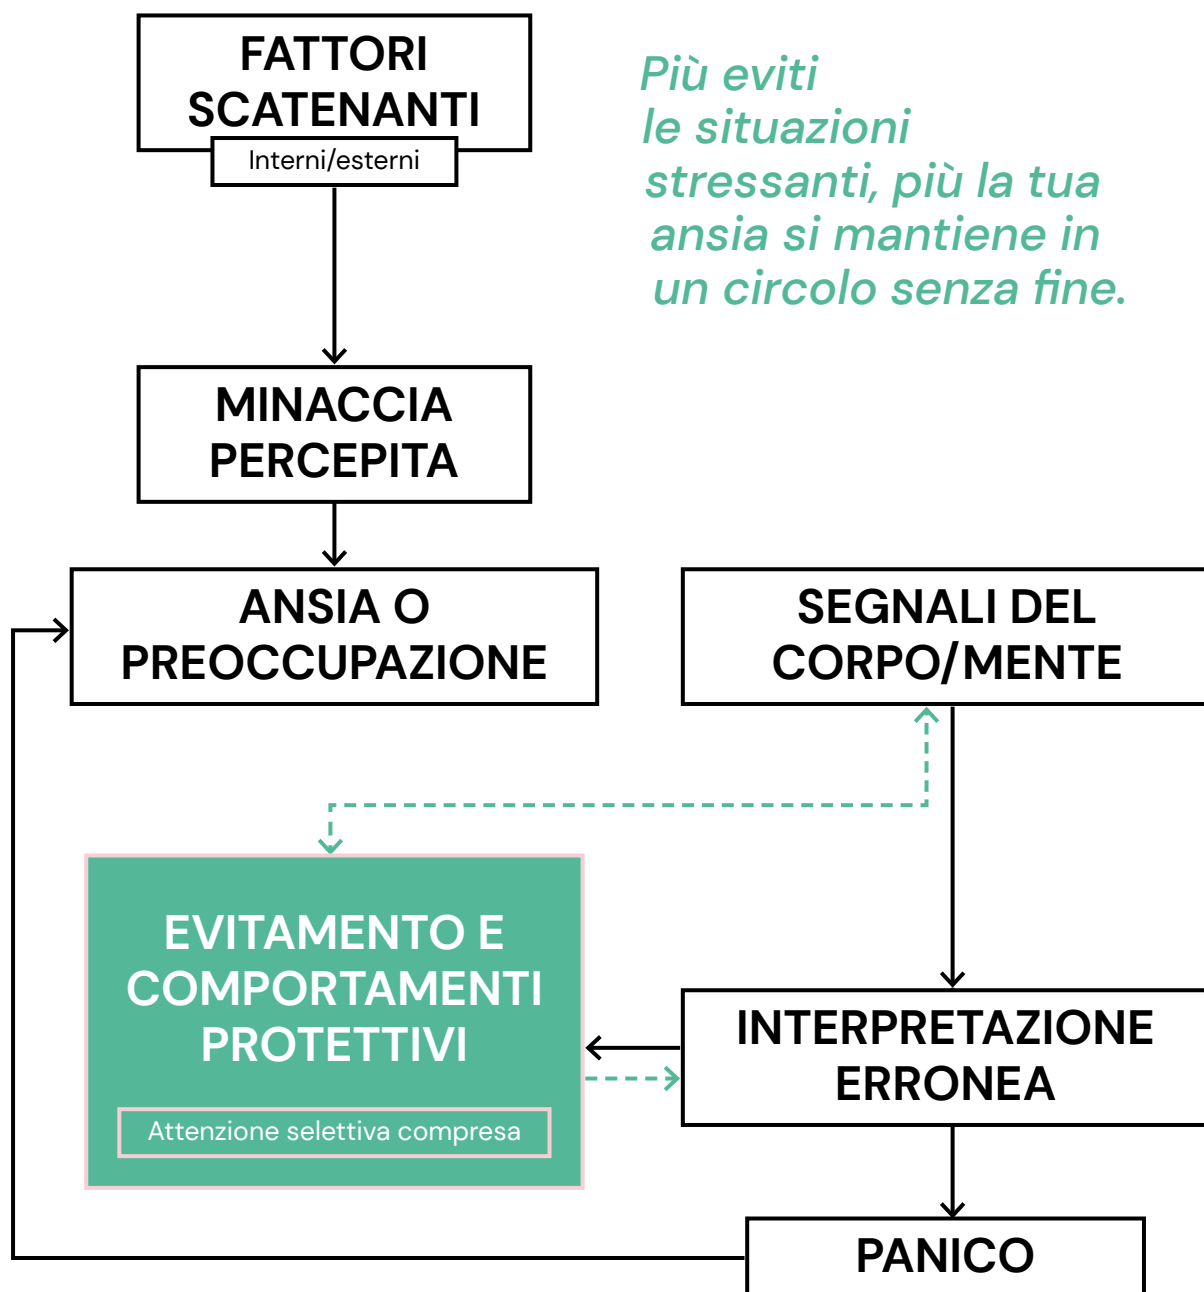 FATTORI
SCATENANTI
Interni/esterni
Più eviti
le situazioni
stressanti, più la tua
ansia si mantiene in
un circolo senza fine.
MINACCIA
PERCEPITA
ANSIA O
PREOCCUPAZIONE
SEGNALI DEL
CORPO/MENTE
EVITAMENTO E
COMPORTAMENTI
PROTETTIVI
Attenzione selettiva compresa
INTERPRETAZIONE
ERRONEA
PANICO